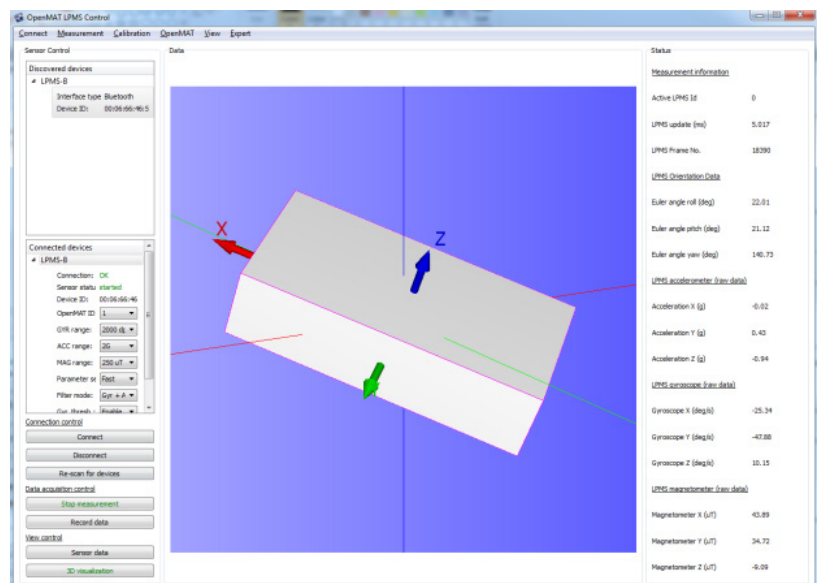 OpenMAT LPMS Control
Connect Measurement Calibration OpenMAT View Expert
Sensor Control
Discovered devices
LPMS-B
Interface type Bluetooth
Device ID: 00:06:66:46:5
Connected devices
LPMS-B
Connection: OK
Sensor statu started
Device ID: 00:06:66:46
OpenMAT ID 1
GYR range: 2000 d
ACC range: 2G
MAG range: 250 uT
Parameter se Fast
Filter mode: Gyr + A
Gyr. thresh. Enable
Connection control
Connect
Disconnect
Re-scan for devices
Data acquisition control
Stop measurement
Record data
View control
Sensor data
3D visualization
Data
X
Z
Status
Measurement information
Active LPMS Id 0
LPMS update (ms) 5.017
LPMS Frame No. 18390
LPMS Orientation Data
Euler angle roll (deg) 22.01
Euler angle pitch (deg) 21.12
Euler angle yaw (deg) 140.73
LPMS accelerometer (raw data)
Acceleration X (g) -0.02
Acceleration Y (g) 0.43
Acceleration Z (g) -0.94
LPMS gyroscope (raw data)
Gyroscope X (deg/s) -25.34
Gyroscope Y (deg/s) -47.88
Gyroscope Z (deg/s) 10.15
LPMS magnetometer (raw data)
Magnetometer X (uT) 43.89
Magnetometer Y (uT) 34.72
Magnetometer Z (uT) -9.09